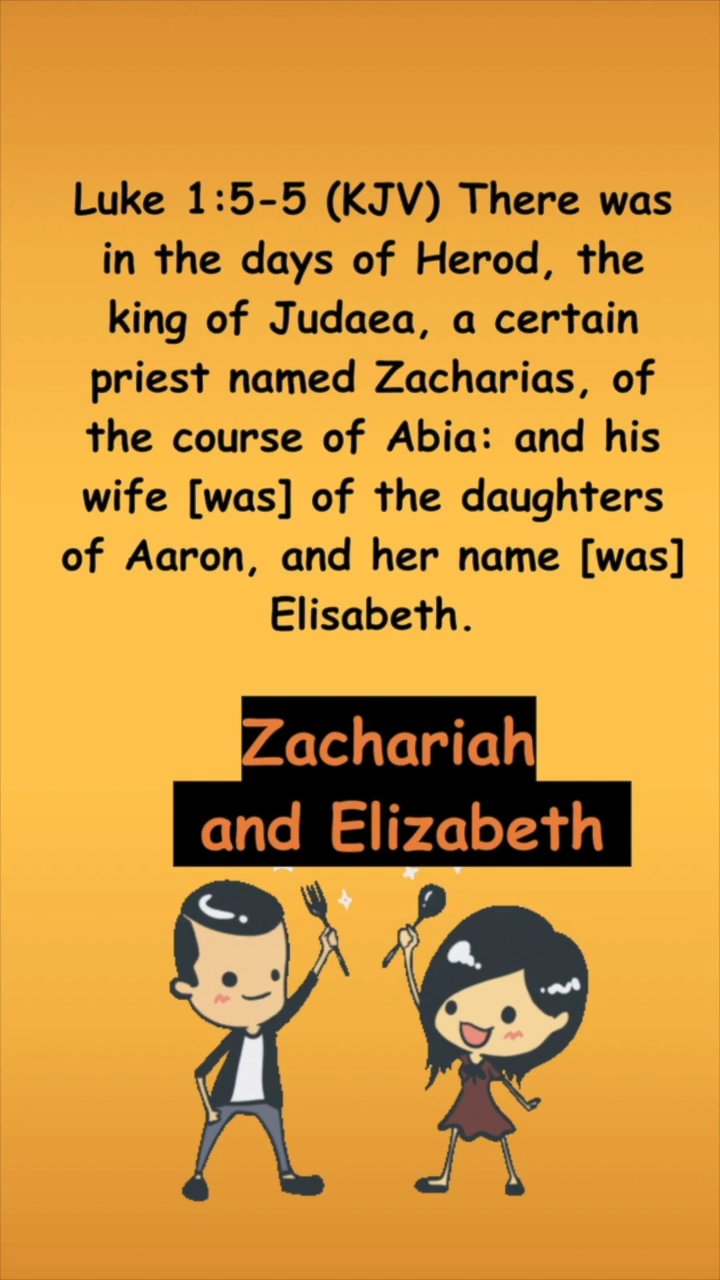 Luke 1:5-5 (KJV) There was
in the days of Herod, the
king of Judaea, a certain
priest named Zacharias, of
the course of Abia: and his
wife [was] of the daughters
of Aaron, and her name [was]
Elisabeth.
Zachariah
and Elizabeth